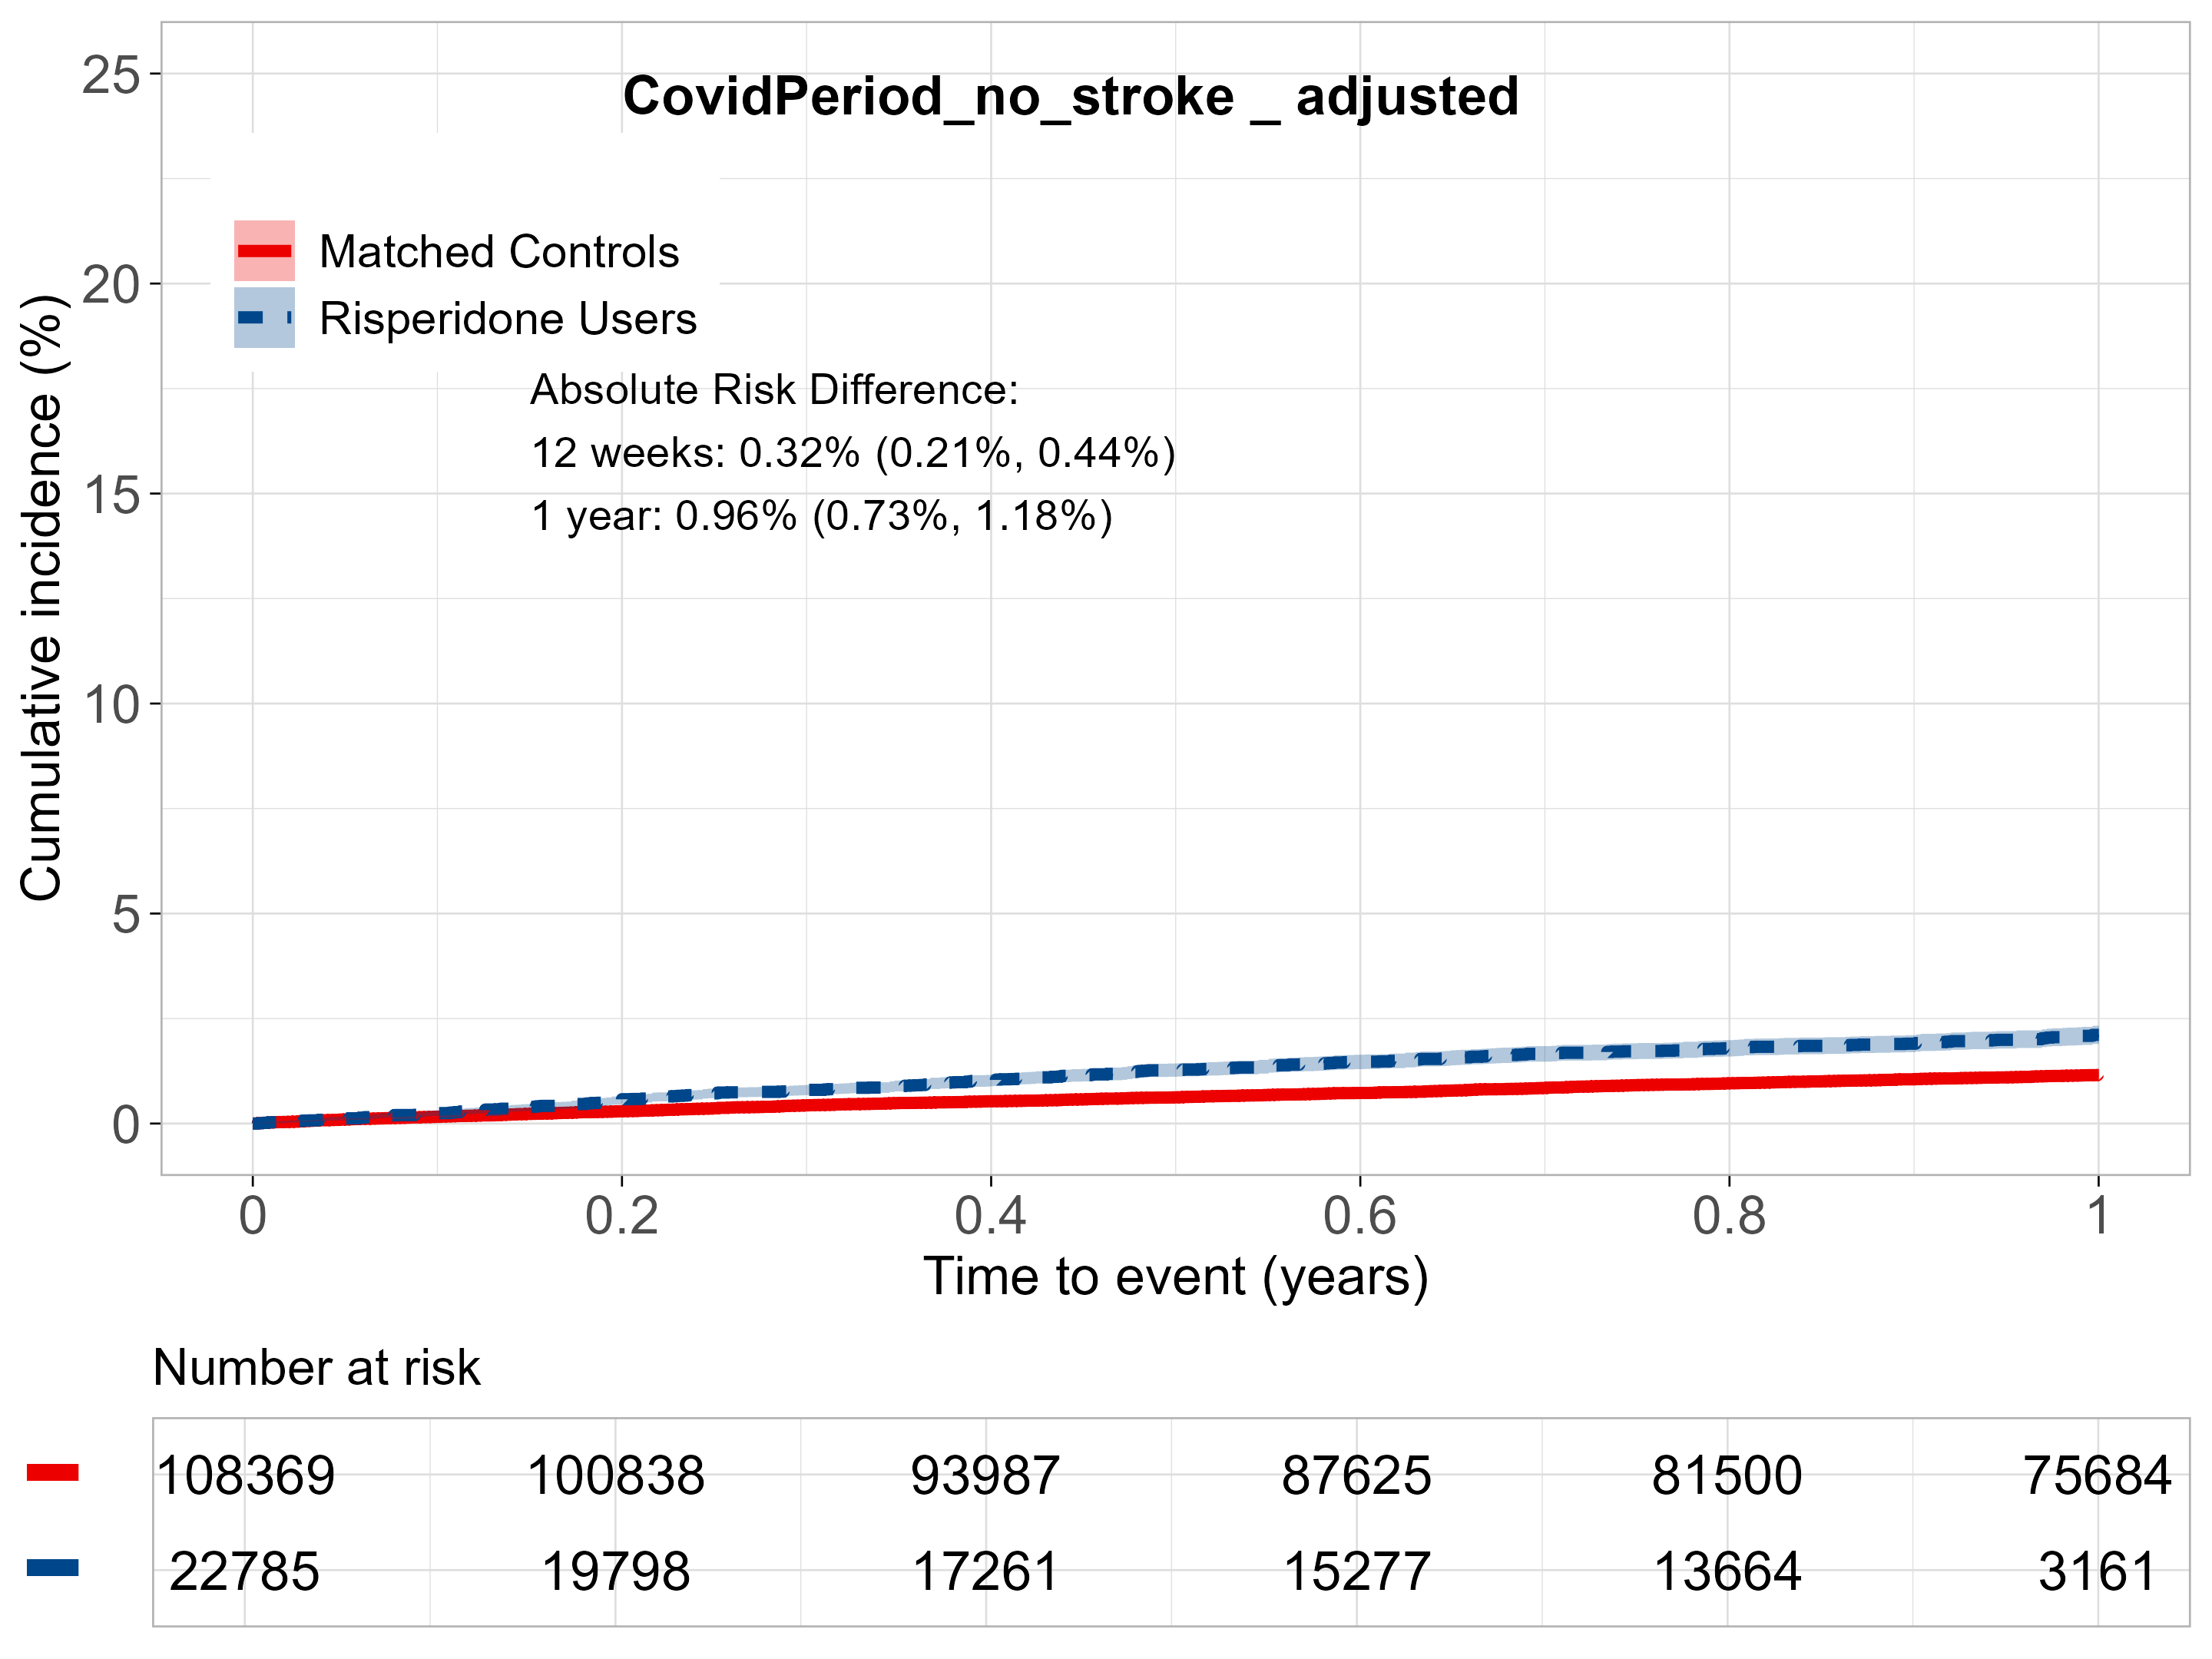 CovidPeriod_no_stroke _ adjusted
Matched Controls
Risperidone Users
Absolute Risk Difference:
12 weeks: 0.32% (0.21%, 0.44%)
1 year: 0.96% (0.73%, 1.18%)
Cumulative incidence (%)
25
20
15
10
5
0
0 0.2 0.4 0.6 0.8 1
Time to event (years)
Number at risk
108369 100838 93987 87625 81500 75684
22785 19798 17261 15277 13664 3161